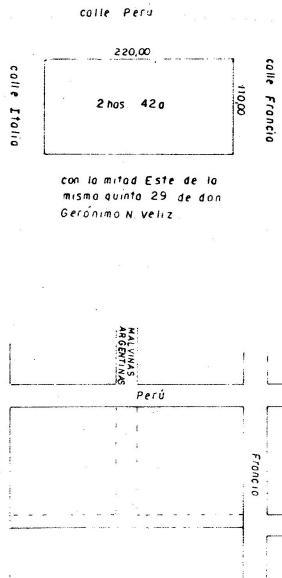 calle Perú
220,00
calle Italia
2 has 42a
110,00
calle Francia
con la mitad Este de la
misma quinta 29 de don
Gerónimo N. Veliz
MALVINAS
ARGENTINAS
Perú
Francia